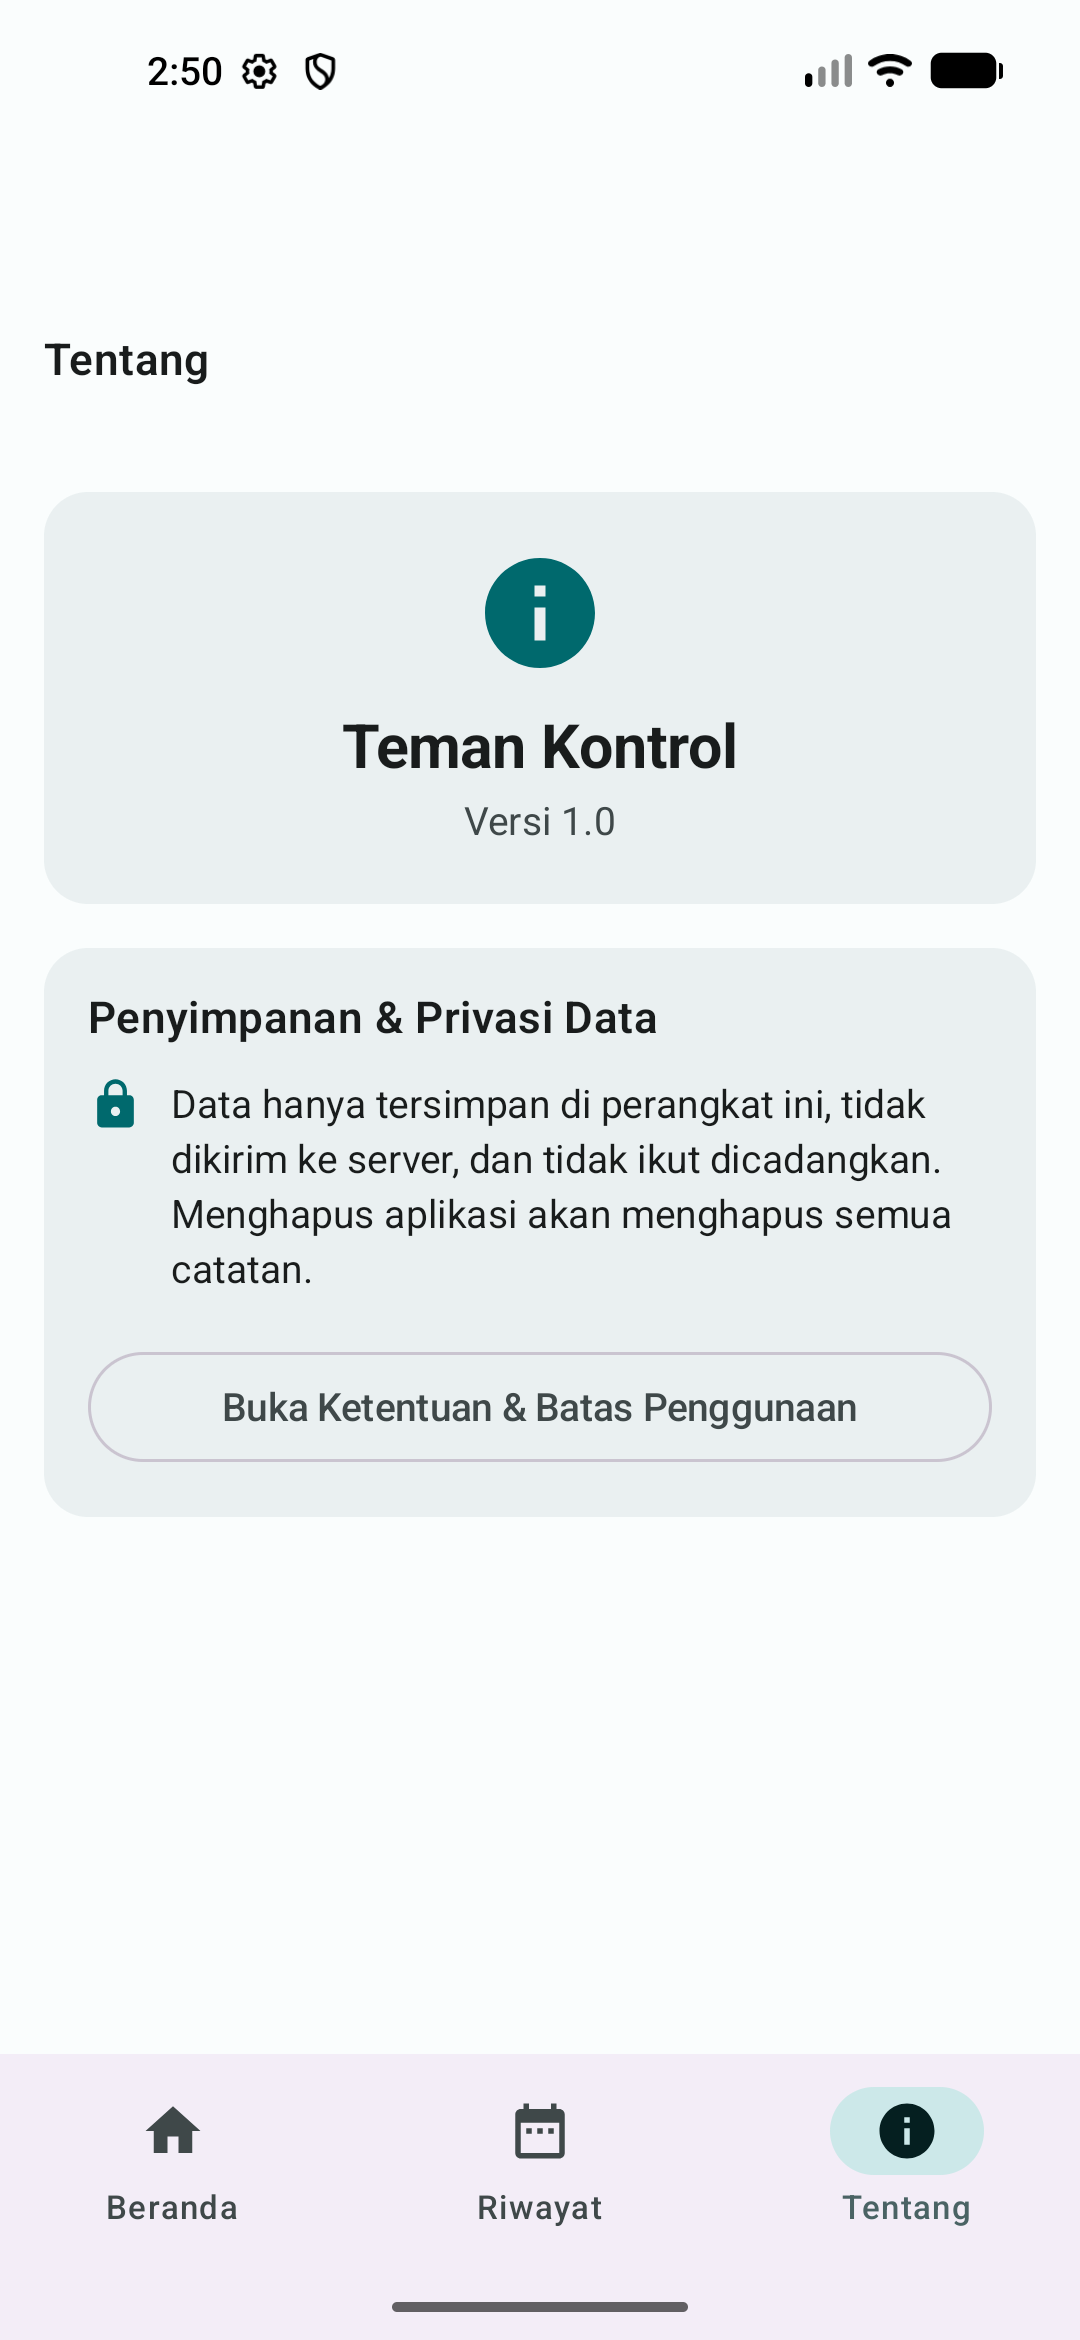 2:50
Tentang
Teman Kontrol
Versi 1.0
Penyimpanan & Privasi Data
Data hanya tersimpan di perangkat ini, tidak
dikirim ke server, dan tidak ikut dicadangkan.
Menghapus aplikasi akan menghapus semua
catatan.
Buka Ketentuan & Batas Penggunaan
Beranda
Riwayat
Tentang